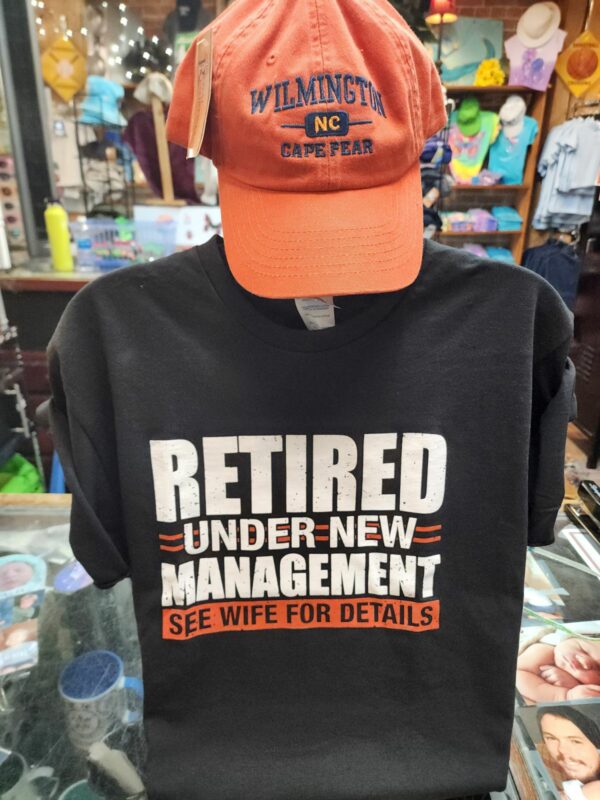 WILMINGTON
NC
CAPE FEAR
RETIRED
UNDER NEW
MANAGEMENT
SEE WIFE FOR DETAILS